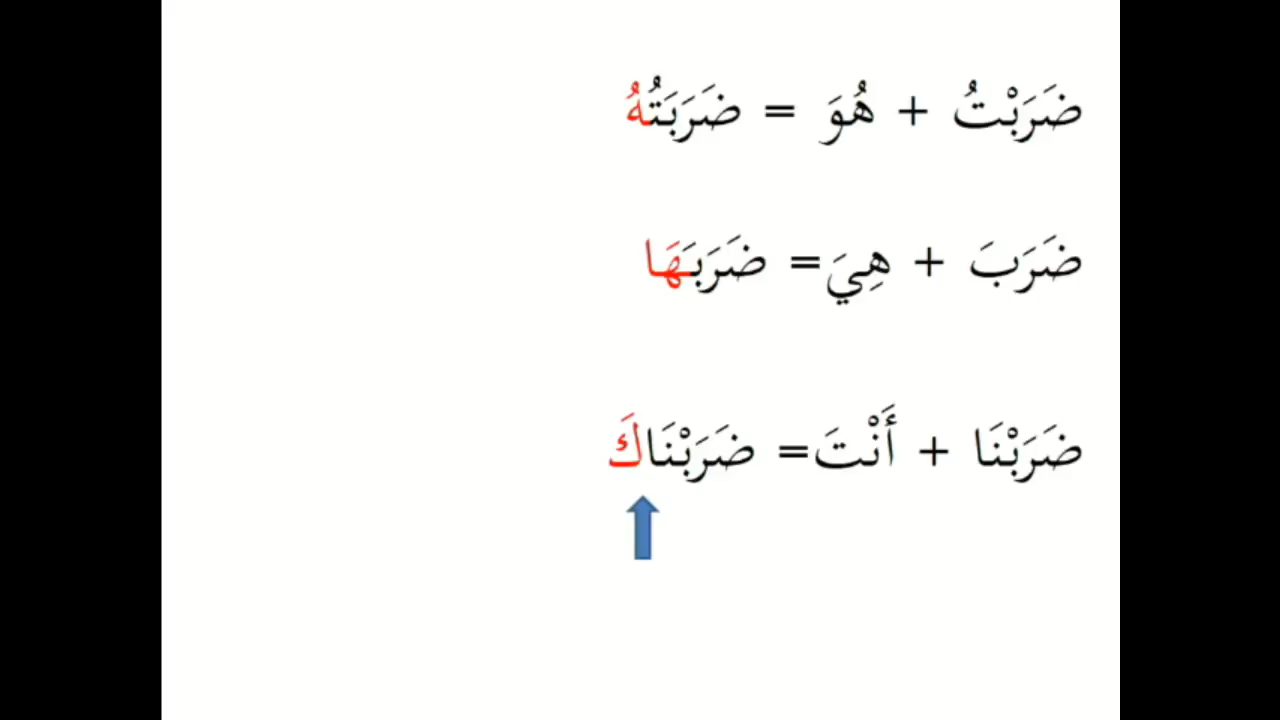 ضَرَبْتُ + هُوَ = ضَرَبَتُهُ
ضَرَبَ + هِيَ = ضَرَبَهَا
ضَرَبْنَا + أَنْتَ = ضَرَبْنَاكَ